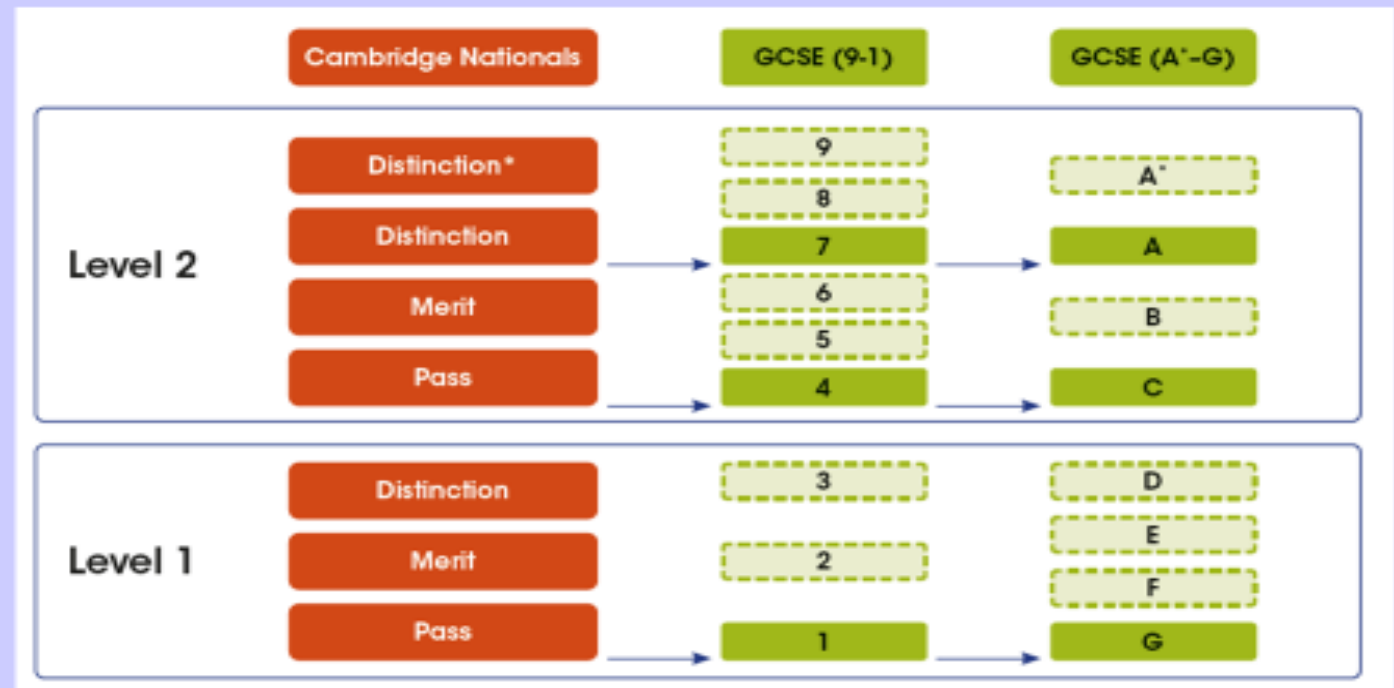 Cambridge Nationals GCSE (9-1) GCSE (A*-G)
Level 2
Distinction*
Distinction
Merit
Pass
9
8
7
6
5
4
A*
A
B
C
Level 1
Distinction
Merit
Pass
3
2
1
D
E
F
G